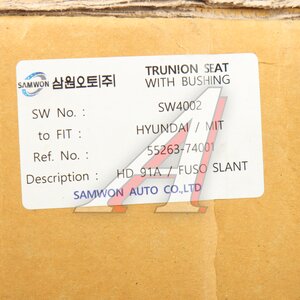 SAMWON
삼원오토(주)
TRUNION SEAT
WITH BUSHING
SW No. : SW4002
to FIT : HYUNDAI / MIT
Ref. No. : 55263-74001
Description : HD 91A / FUSO SLANT
SAMWON AUTO CO,.LTD